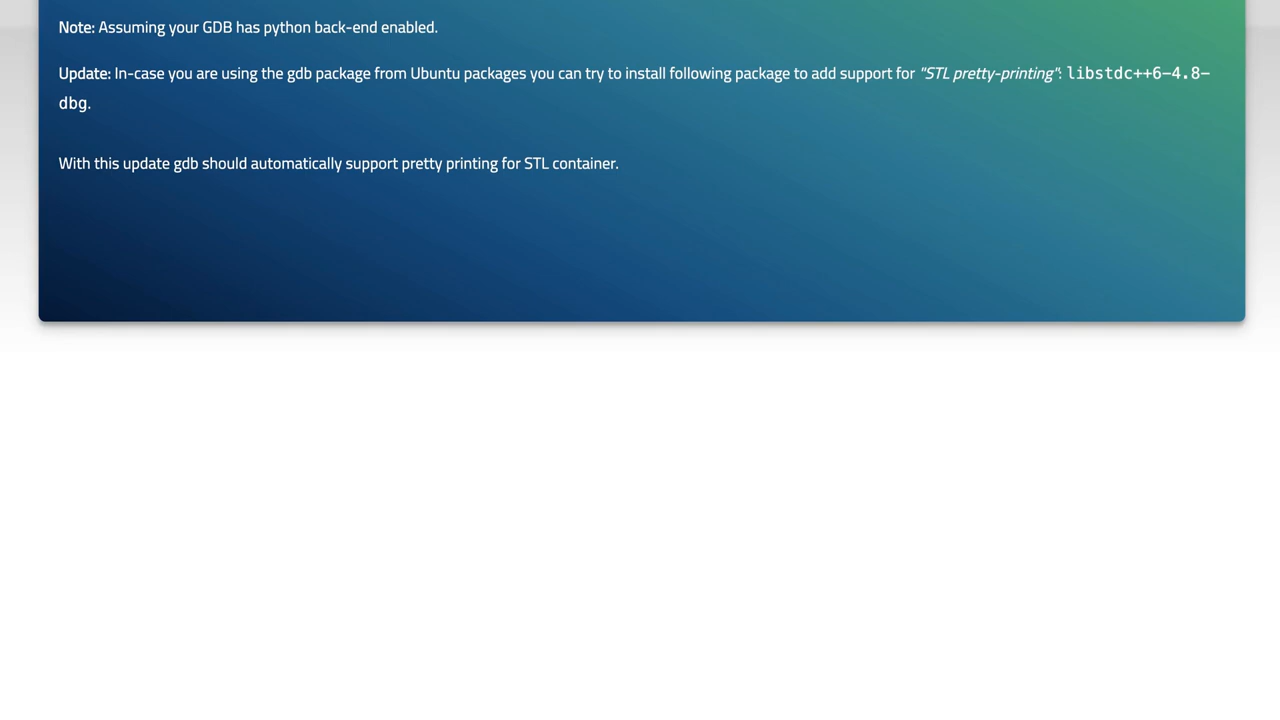 Note: Assuming your GDB has python back-end enabled.
Update: In-case you are using the gdb package from Ubuntu packages you can try to install following package to add support for "STL pretty-printing": libstdc++6-4.8-
dbg.
With this update gdb should automatically support pretty printing for STL container.